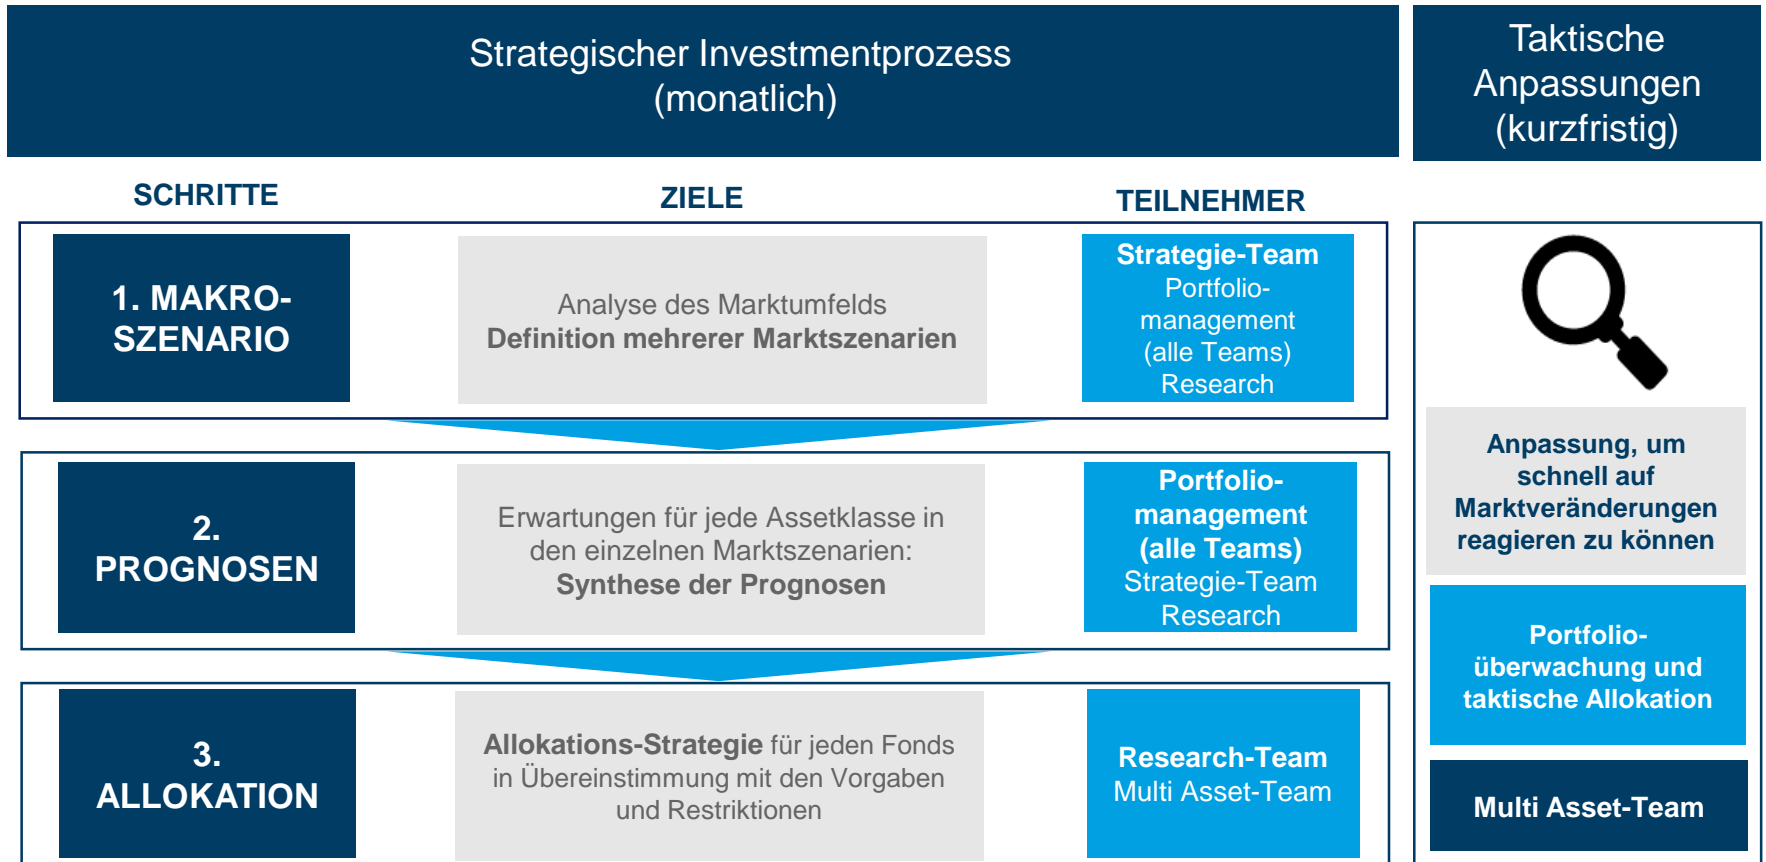 Strategischer Investmentprozess
(monatlich)
Taktische
Anpassungen
(kurzfristig)
SCHRITTE
ZIELE
TEILNEHMER
1. MAKRO-
SZENARIO
Analyse des Marktumfelds
Definition mehrerer Marktszenarien
Strategie-Team
Portfolio-
management
(alle Teams)
Research
2.
PROGNOSEN
Erwartungen für jede Assetklasse in
den einzelnen Marktszenarien:
Synthese der Prognosen
Portfolio-
management
(alle Teams)
Strategie-Team
Research
3.
ALLOKATION
Allokations-Strategie für jeden Fonds
in Übereinstimmung mit den Vorgaben
und Restriktionen
Research-Team
Multi Asset-Team
Anpassung, um
schnell auf
Marktveränderungen
reagieren zu können
Portfolio-
überwachung und
taktische Allokation
Multi Asset-Team